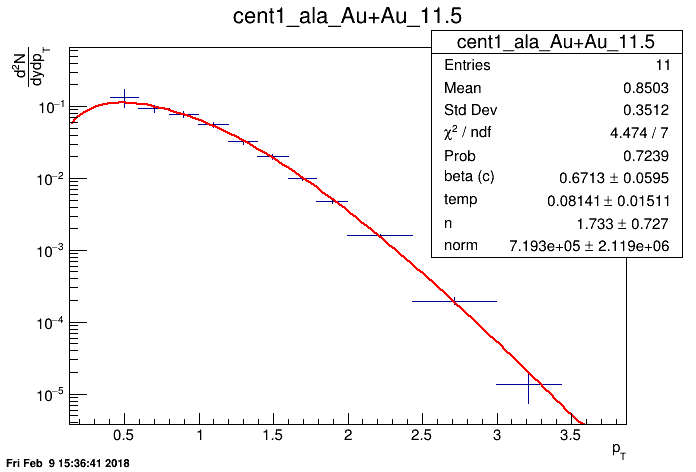 cent1_ala_Au+Au_11.5
cent1_ala_Au+Au_11.5
Entries 11
Mean 0.8503
Std Dev 0.3512
χ² / ndf 4.474 / 7
Prob 0.7239
beta (c) 0.6713 ± 0.0595
temp 0.08141 ± 0.01511
n 1.733 ± 0.727
norm 7.193e+05 ± 2.119e+06
d²N
dydp_T
10⁻¹
10⁻²
10⁻³
10⁻⁴
10⁻⁵
0.5 1 1.5 2 2.5 3 3.5
p_T
Fri Feb 9 15:36:41 2018